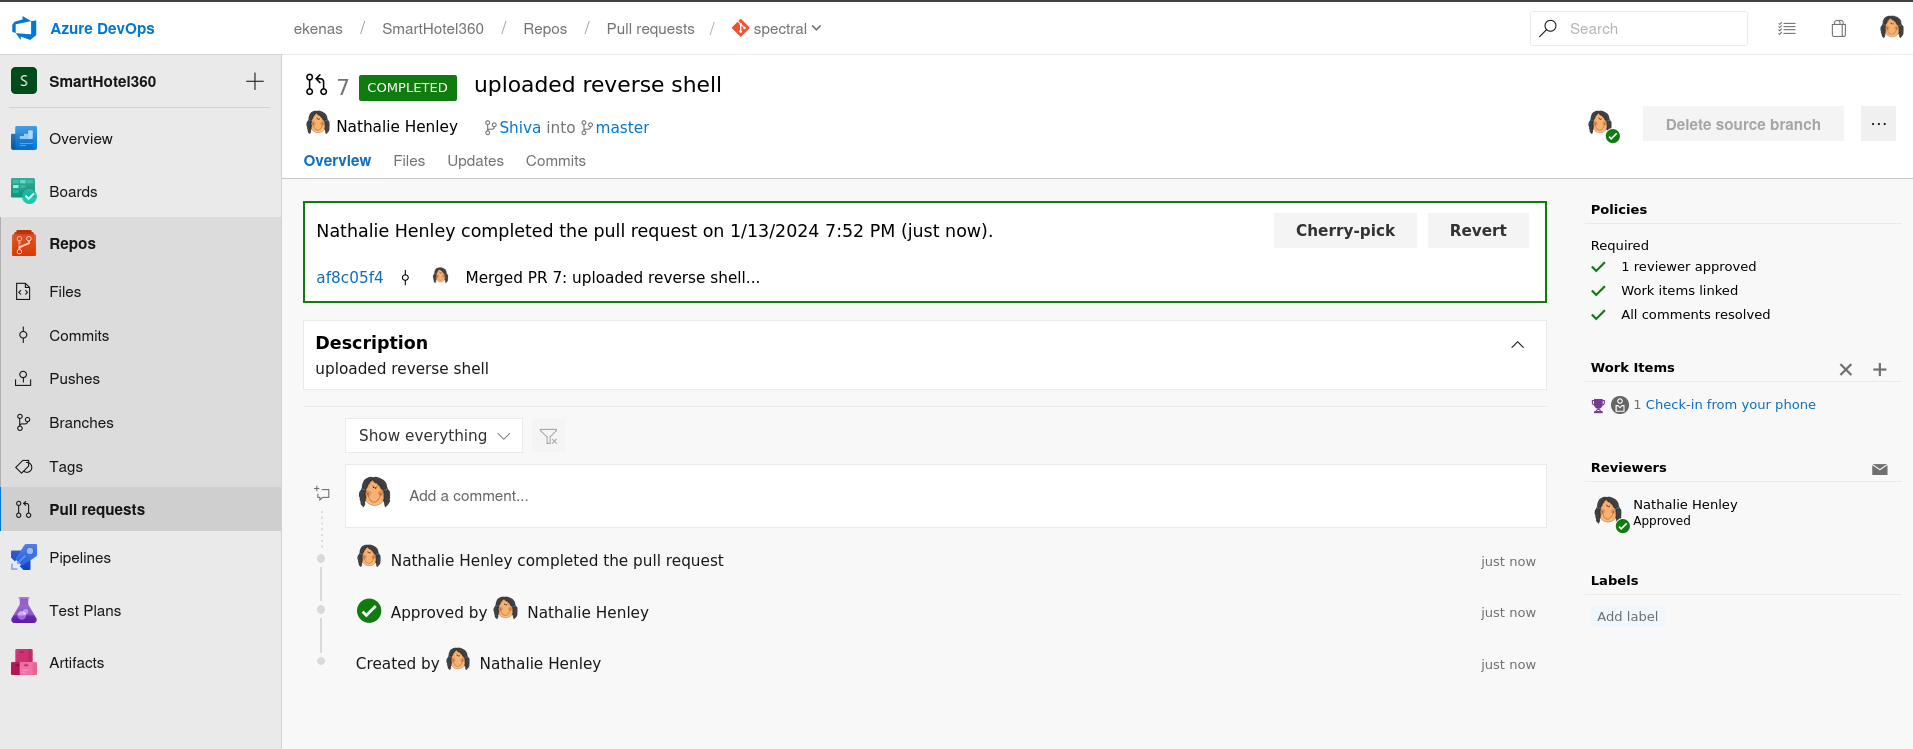 Azure DevOps
ekenas / SmartHotel360 / Repos / Pull requests / spectral
Search
S SmartHotel360
Overview
Boards
Repos
Files
Commits
Pushes
Branches
Tags
Pull requests
Pipelines
Test Plans
Artifacts
7 COMPLETED uploaded reverse shell
Nathalie Henley Shiva into master
Delete source branch
Overview Files Updates Commits
Nathalie Henley completed the pull request on 1/13/2024 7:52 PM (just now).
Cherry-pick Revert
af8c05f4 Merged PR 7: uploaded reverse shell...
Description
uploaded reverse shell
Show everything
Add a comment...
Nathalie Henley completed the pull request just now
Approved by Nathalie Henley just now
Created by Nathalie Henley just now
Policies
Required
1 reviewer approved
Work items linked
All comments resolved
Work Items
1 Check-in from your phone
Reviewers
Nathalie Henley
Approved
Labels
Add label